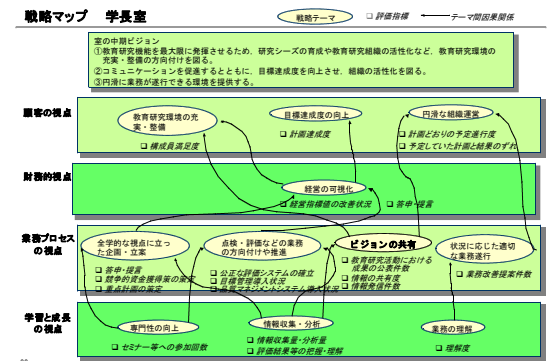 戦略マップ　学長室
戦略テーマ
❑ 評価指標
テーマ間因果関係
室の中期ビジョン
①教育研究機能を最大限に発揮させるため，研究シーズの育成や教育研究組織の活性化など，教育研究環境の
充実・整備の方向付けを図る。
②コミュニケーションを促進するとともに，目標達成度を向上させ，組織の活性化を図る。
③円滑に業務が遂行できる環境を提供する。
顧客の視点
教育研究環境の充
実・整備
❑ 構成員満足度
目標達成度の向上
❑ 計画達成度
円滑な組織運営
❑ 計画どおりの予定進行度
❑ 予定していた計画と結果のずれ
財務的視点
経営の可視化
❑ 経営指標値の改善状況
❑ 答申・提言
業務プロセス
の視点
全学的な視点に立っ
た企画・立案
❑ 答申・提言
❑ 競争的資金獲得策の策定
❑ 重点計画の策定
点検・評価などの業務
の方向付けや推進
❑ 公正な評価システムの確立
❑ 目標管理導入状況
❑ 品質マネジメントシステム導入状況
ビジョンの共有
❑ 教育研究活動における
成果の公表件数
❑ 情報の共有度
❑ 情報発信件数
状況に応じた適切
な業務遂行
❑ 業務改善提案件数
学習と成長
の視点
専門性の向上
❑ セミナー等への参加回数
情報収集・分析
❑ 情報収集量・分析量
❑ 評価結果等の把握・理解
業務の理解
❑ 理解度